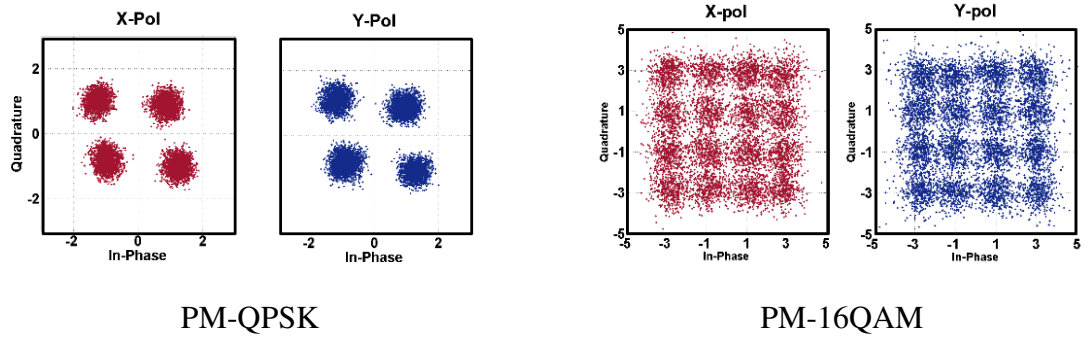 X-Pol
Y-Pol
X-pol
Y-pol
Quadrature
2
0
-2
-2
0
2
In-Phase
-2
0
2
In-Phase
Quadrature
5
3
1
-1
-3
-5
-5
-3
-1
1
3
5
In-Phase
Quadrature
5
3
1
-1
-3
-5
-5
-3
-1
1
3
5
In-Phase
PM-QPSK
PM-16QAM